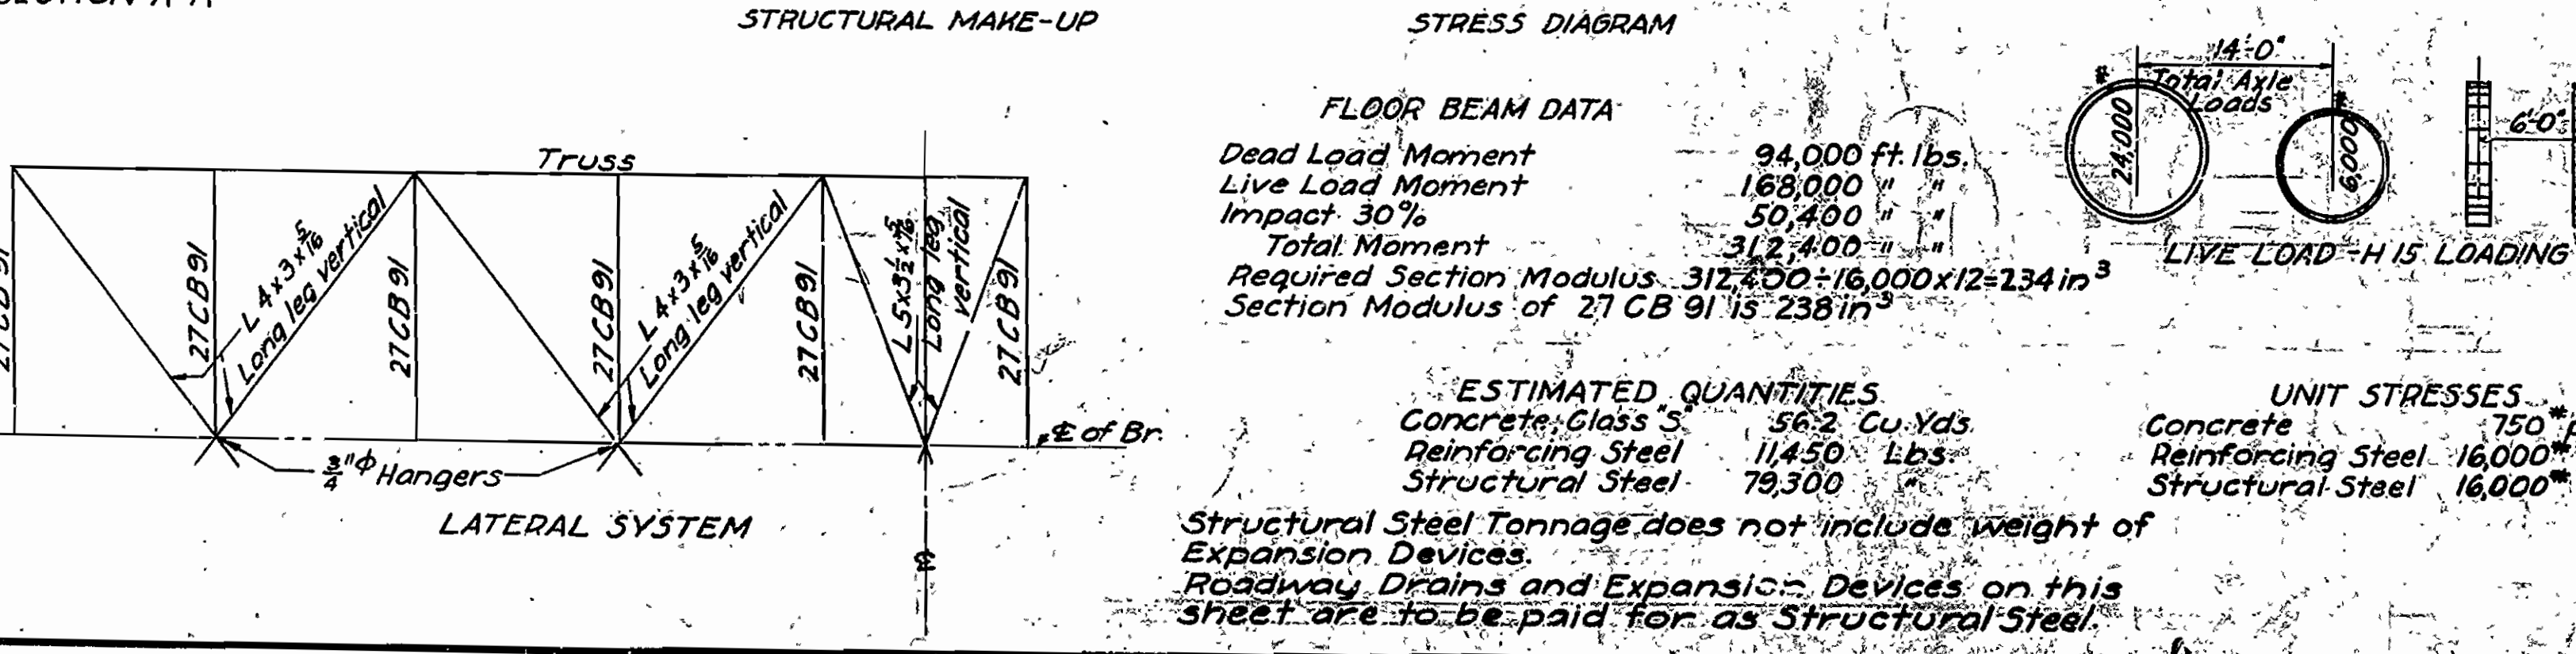 SECTION A-A
STRUCTURAL MAKE-UP
STRESS DIAGRAM
Truss
27CB91
27CB91
L 4x3x5/16
Long leg vertical
27CB91
27CB91
L 4x3x5/16
Long leg vertical
27CB91
L5x3½x5/16
Long leg
vertical
27CB91
¾"Φ Hangers
℄ of Br.
℄
LATERAL SYSTEM
FLOOR BEAM DATA
Dead Load Moment 94,000 ft. lbs.
Live Load Moment 168,000 " "
Impact 30% 50,400 " "
Total Moment 312,400 " "
Required Section Modulus 312,400÷16,000x12=234in³
Section Modulus of 27 CB 91 is 238in³
14'-0"
Total Axle
Loads
24,000#
6,000#
6'-0"
LIVE LOAD - H 15 LOADING
ESTIMATED QUANTITIES
Concrete, Class "S" 56.2 Cu. Yds.
Reinforcing Steel 11,450 Lbs.
Structural Steel 79,300 "
Structural Steel Tonnage does not include weight of
Expansion Devices.
Roadway Drains and Expansion Devices on this
sheet are to be paid for as Structural Steel.
UNIT STRESSES
Concrete 750#
Reinforcing Steel 16,000#
Structural Steel 16,000#